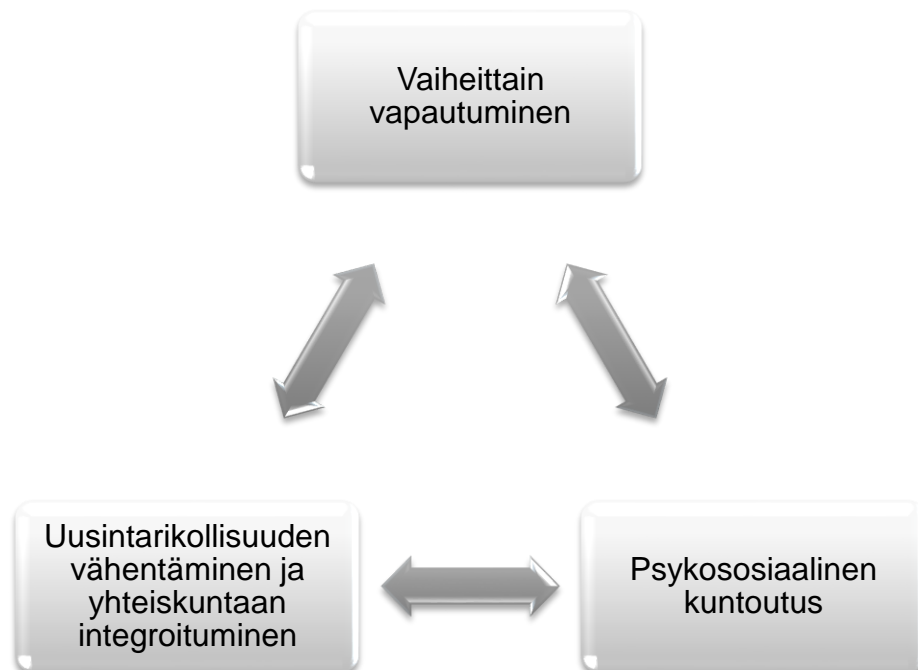 Vaiheittain
vapautuminen
Uusintarikollisuuden
vähentäminen ja
yhteiskuntaan
integroituminen
Psykososiaalinen
kuntoutus